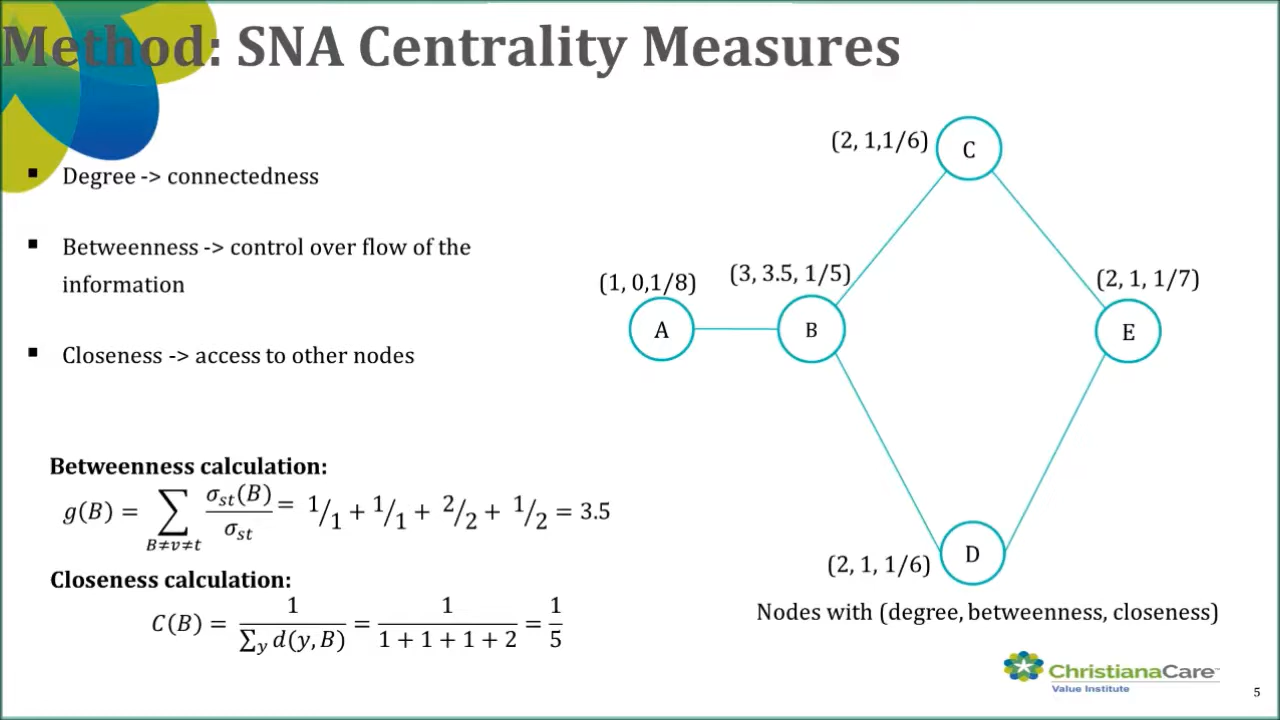 Method: SNA Centrality Measures
▪ Degree -> connectedness
▪ Betweenness -> control over flow of the
information
▪ Closeness -> access to other nodes
Betweenness calculation:
g(B) = ∑_{B≠v≠t} σ_st(B)/σ_st = 1/1 + 1/1 + 2/2 + 1/2 = 3.5
Closeness calculation:
C(B) = 1/∑_y d(y, B) = 1/(1 + 1 + 1 + 2) = 1/5
(2, 1,1/6)
C
(1, 0,1/8)
(3, 3.5, 1/5)
(2, 1, 1/7)
A
B
E
(2, 1, 1/6)
D
Nodes with (degree, betweenness, closeness)
ChristianaCare™
Value Institute
5